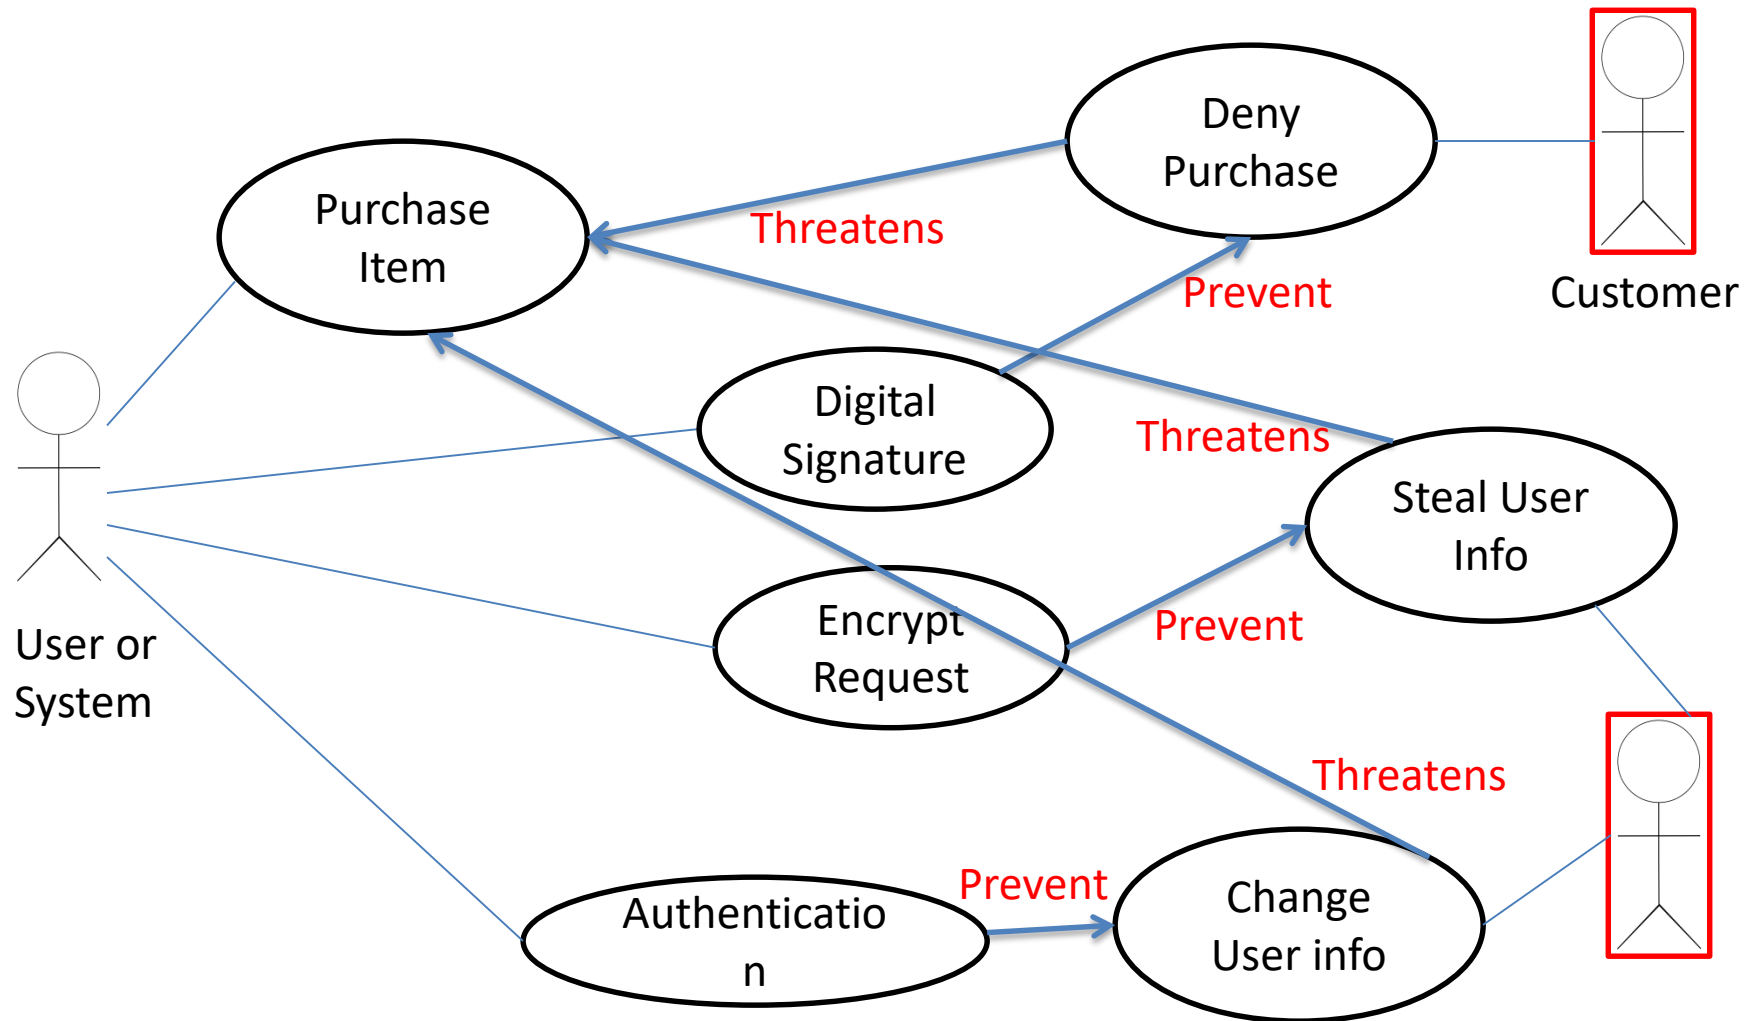 Deny
Purchase
Purchase
Item
Threatens
Prevent
Customer
Digital
Signature
Threatens
Steal User
Info
Encrypt
Request
Prevent
User or
System
Threatens
Prevent
Authenticatio
n
Change
User info